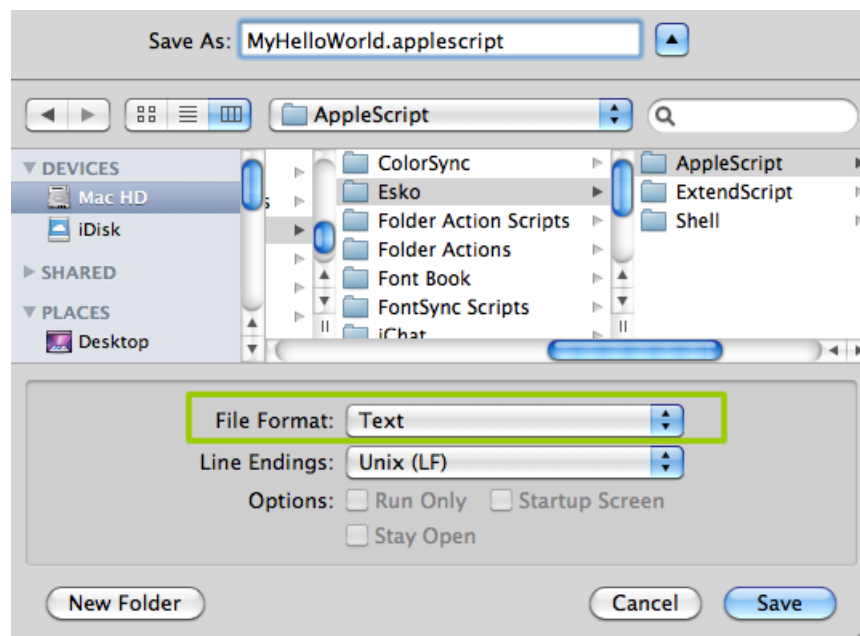 Save As: MyHelloWorld.applescript
AppleScript
DEVICES
Mac HD
iDisk
SHARED
PLACES
Desktop
s
ColorSync
Esko
Folder Action Scripts
Folder Actions
Font Book
FontSync Scripts
iChat
AppleScript
ExtendScript
Shell
File Format: Text
Line Endings: Unix (LF)
Options: Run Only Startup Screen
Stay Open
New Folder Cancel Save